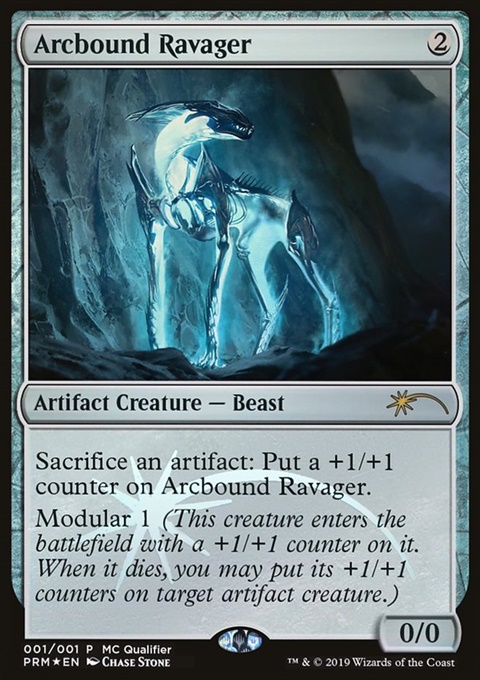 Arcbound Ravager 2
Artifact Creature — Beast
Sacrifice an artifact: Put a +1/+1
counter on Arcbound Ravager.
Modular 1 (This creature enters the
battlefield with a +1/+1 counter on it.
When it dies, you may put its +1/+1
counters on target artifact creature.)
0/0
001/001 P MC Qualifier
PRM★EN Chase Stone ™ & © 2019 Wizards of the Coast